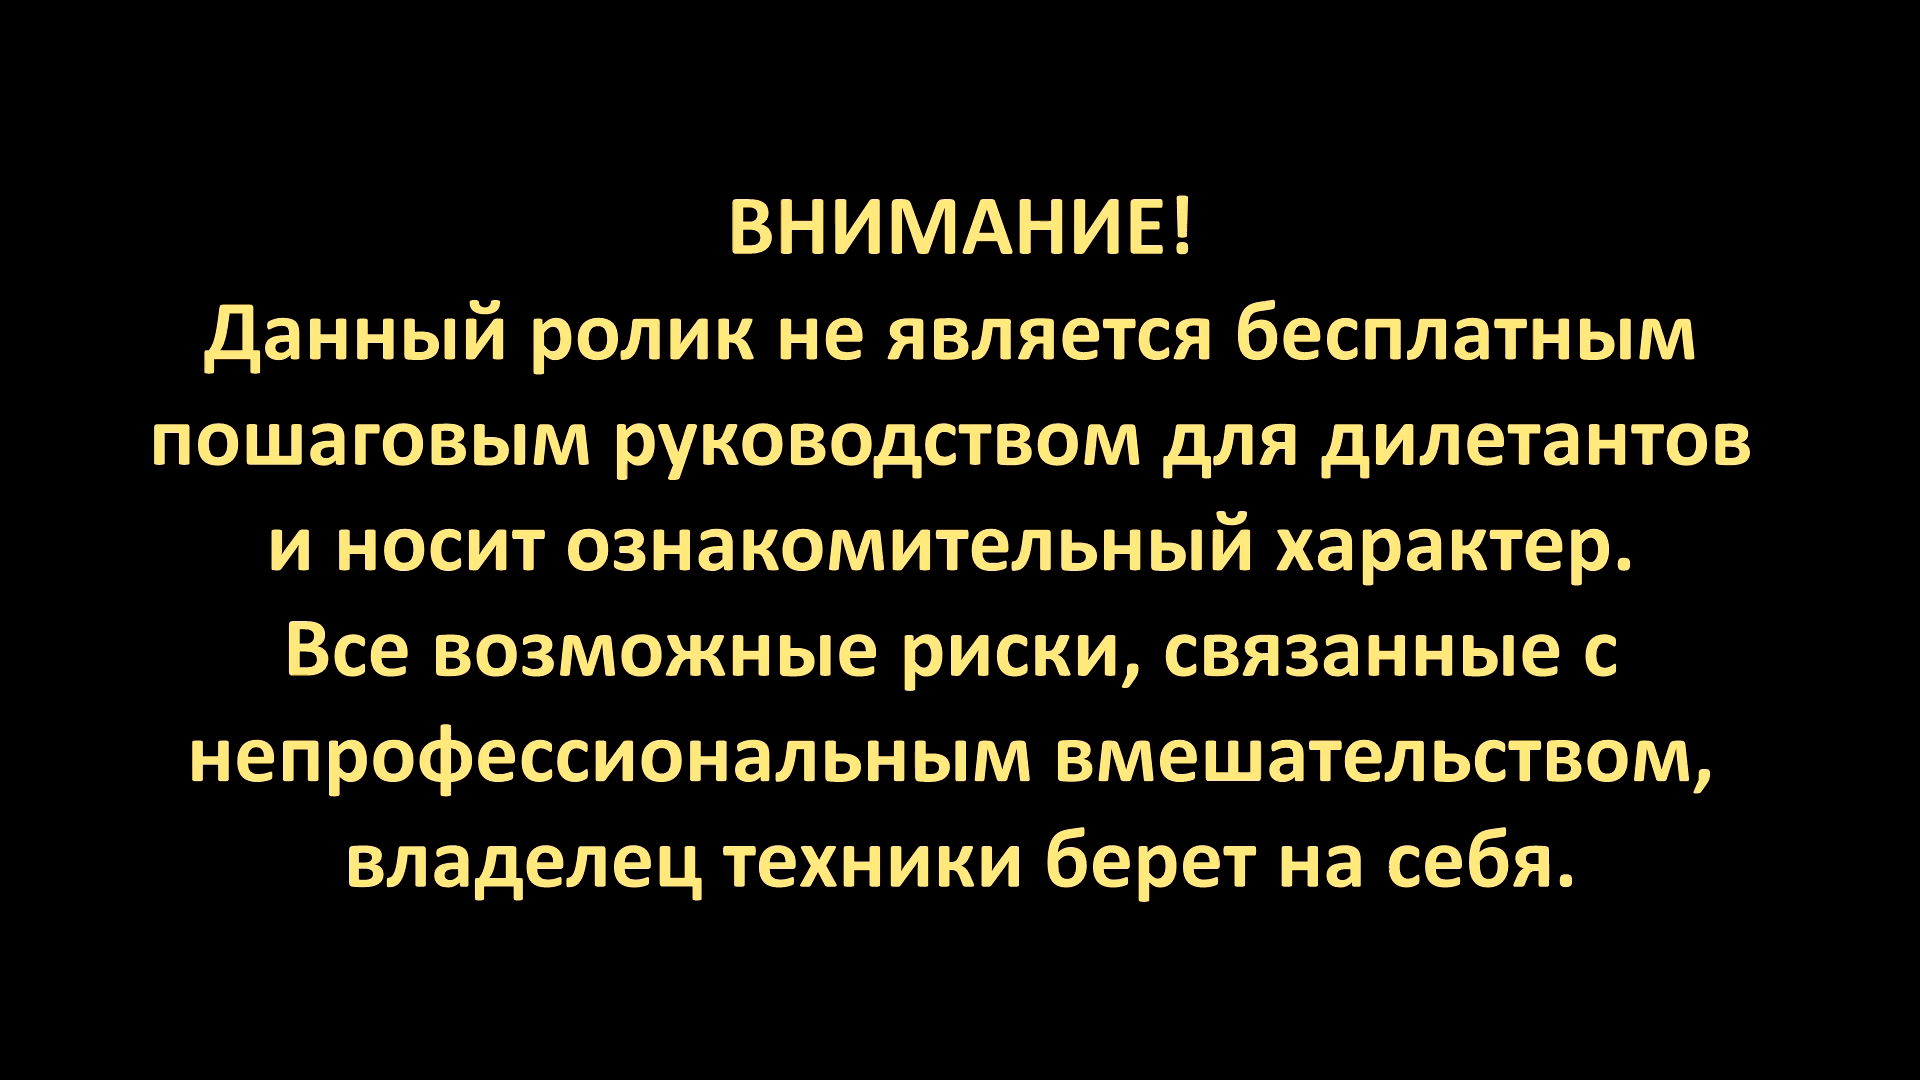 ВНИМАНИЕ!
Данный ролик не является бесплатным
пошаговым руководством для дилетантов
и носит ознакомительный характер.
Все возможные риски, связанные с
непрофессиональным вмешательством,
владелец техники берет на себя.